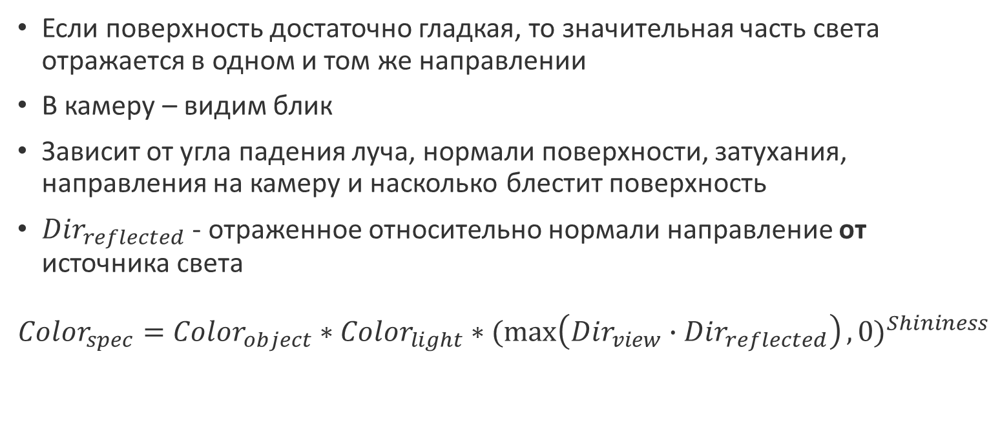 • Если поверхность достаточно гладкая, то значительная часть света
отражается в одном и том же направлении
• В камеру – видим блик
• Зависит от угла падения луча, нормали поверхности, затухания,
направления на камеру и насколько блестит поверхность
• $Dir_{reflected}$ - отраженное относительно нормали направление от
источника света
$Color_{spec} = Color_{object} * Color_{light} * (\max(Dir_{view} \cdot Dir_{reflected}), 0)^{Shininess}$